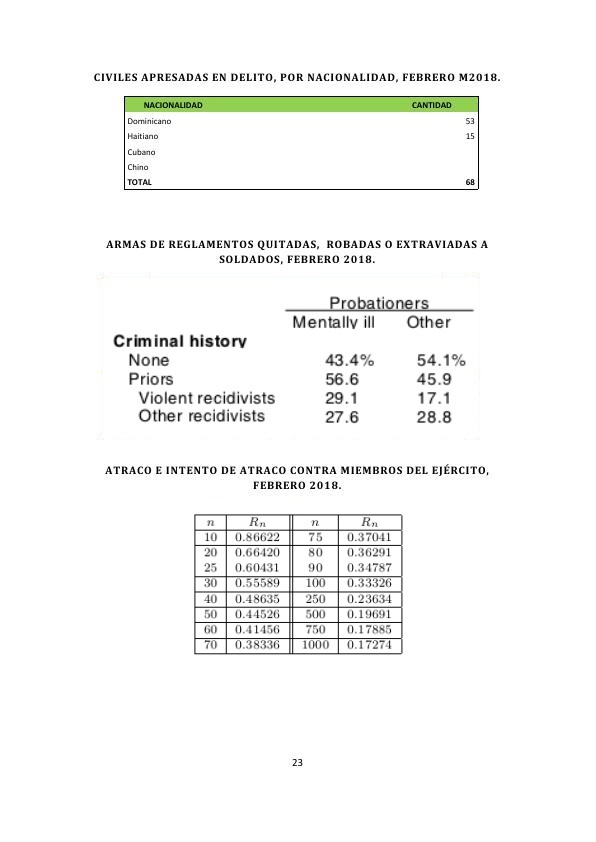 CIVILES APRESADAS EN DELITO, POR NACIONALIDAD, FEBRERO M2018.
NACIONALIDAD CANTIDAD
Dominicano 53
Haitiano 15
Cubano
Chino
TOTAL 68
ARMAS DE REGLAMENTOS QUITADAS, ROBADAS O EXTRAVIADAS A
SOLDADOS, FEBRERO 2018.
Probationers
Mentally ill Other
Criminal history
None 43.4% 54.1%
Priors 56.6 45.9
Violent recidivists 29.1 17.1
Other recidivists 27.6 28.8
ATRACO E INTENTO DE ATRACO CONTRA MIEMBROS DEL EJÉRCITO,
FEBRERO 2018.
n Rn n Rn
10 0.86622 75 0.37041
20 0.66420 80 0.36291
25 0.60431 90 0.34787
30 0.55589 100 0.33326
40 0.48635 250 0.23634
50 0.44526 500 0.19691
60 0.41456 750 0.17885
70 0.38336 1000 0.17274
23